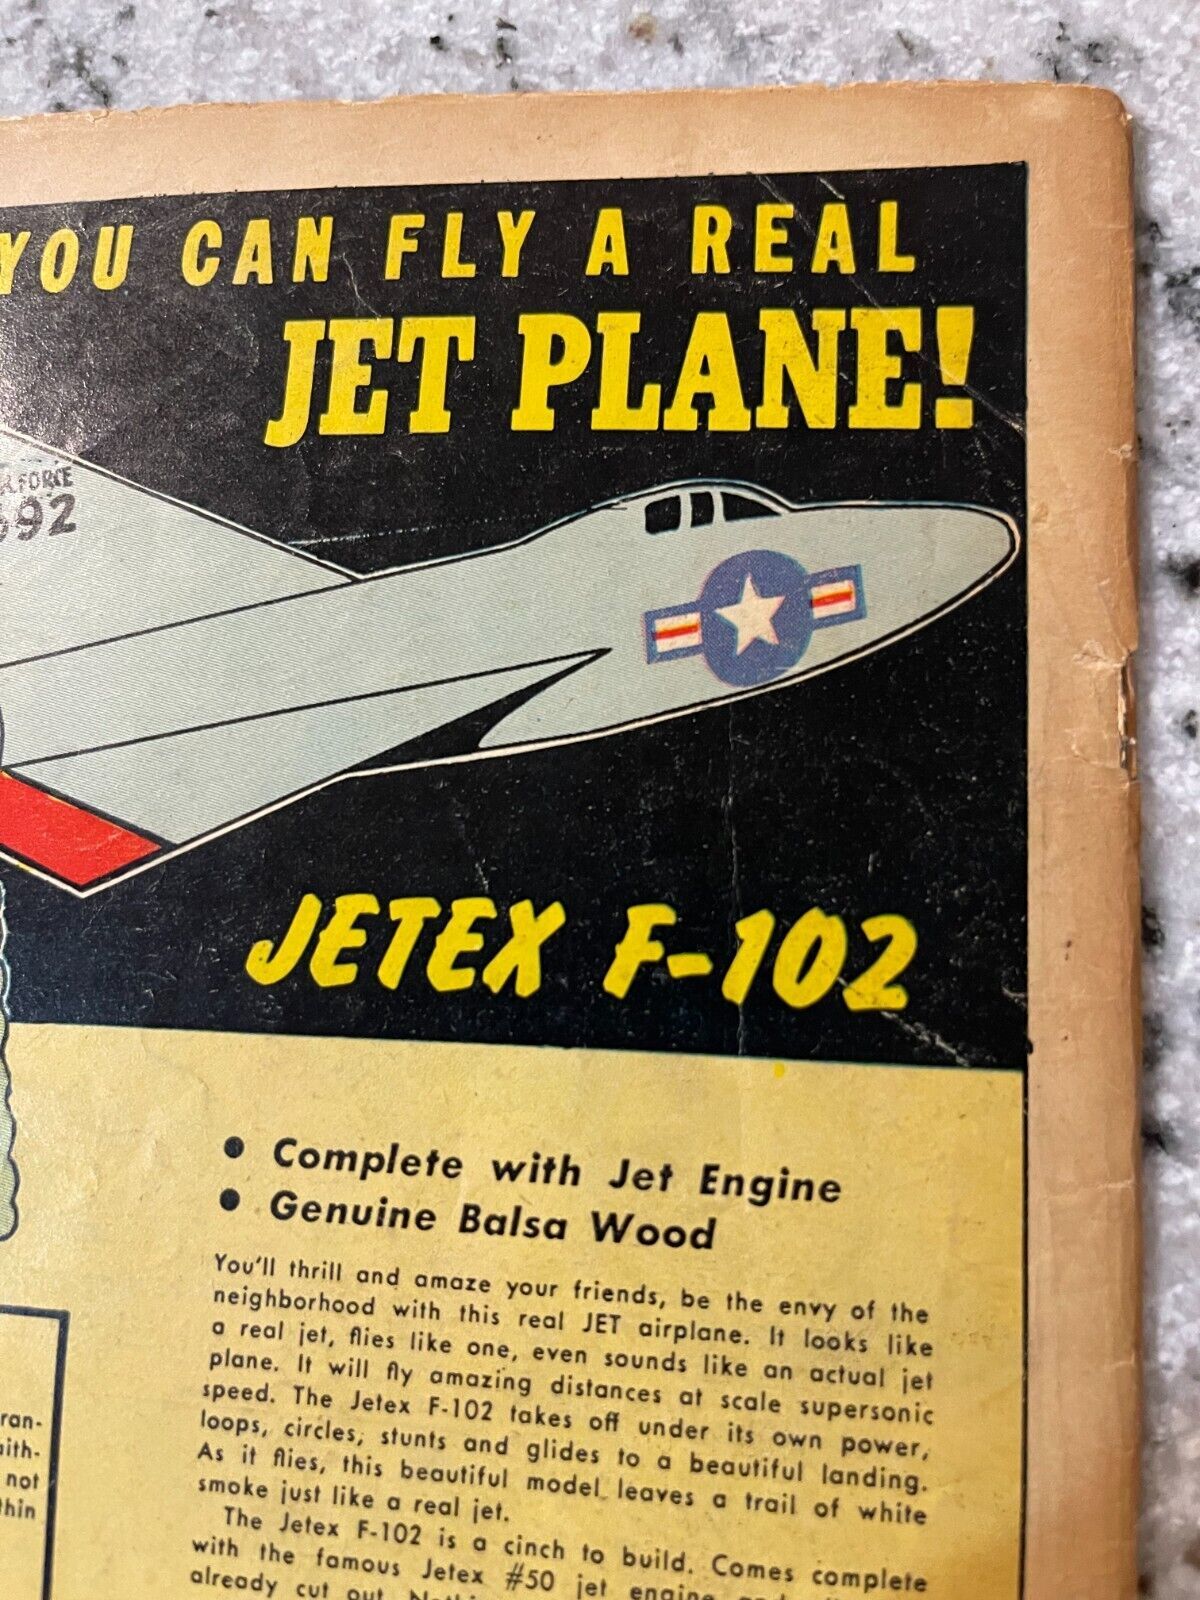 YOU CAN FLY A REAL
JET PLANE!
FORCE
92
JETEX F-102
• Complete with Jet Engine
• Genuine Balsa Wood
You'll thrill and amaze your friends, be the envy of the
neighborhood with this real JET airplane. It looks like
a real jet, flies like one, even sounds like an actual jet
plane. It will fly amazing distances at scale supersonic
speed. The Jetex F-102 takes off under its own power,
loops, circles, stunts and glides to a beautiful landing.
As it flies, this beautiful model leaves a trail of white
smoke just like a real jet.
The Jetex F-102 is a cinch to build. Comes complete
with the famous Jetex #50 jet engine and
already cut out.
ran-
not